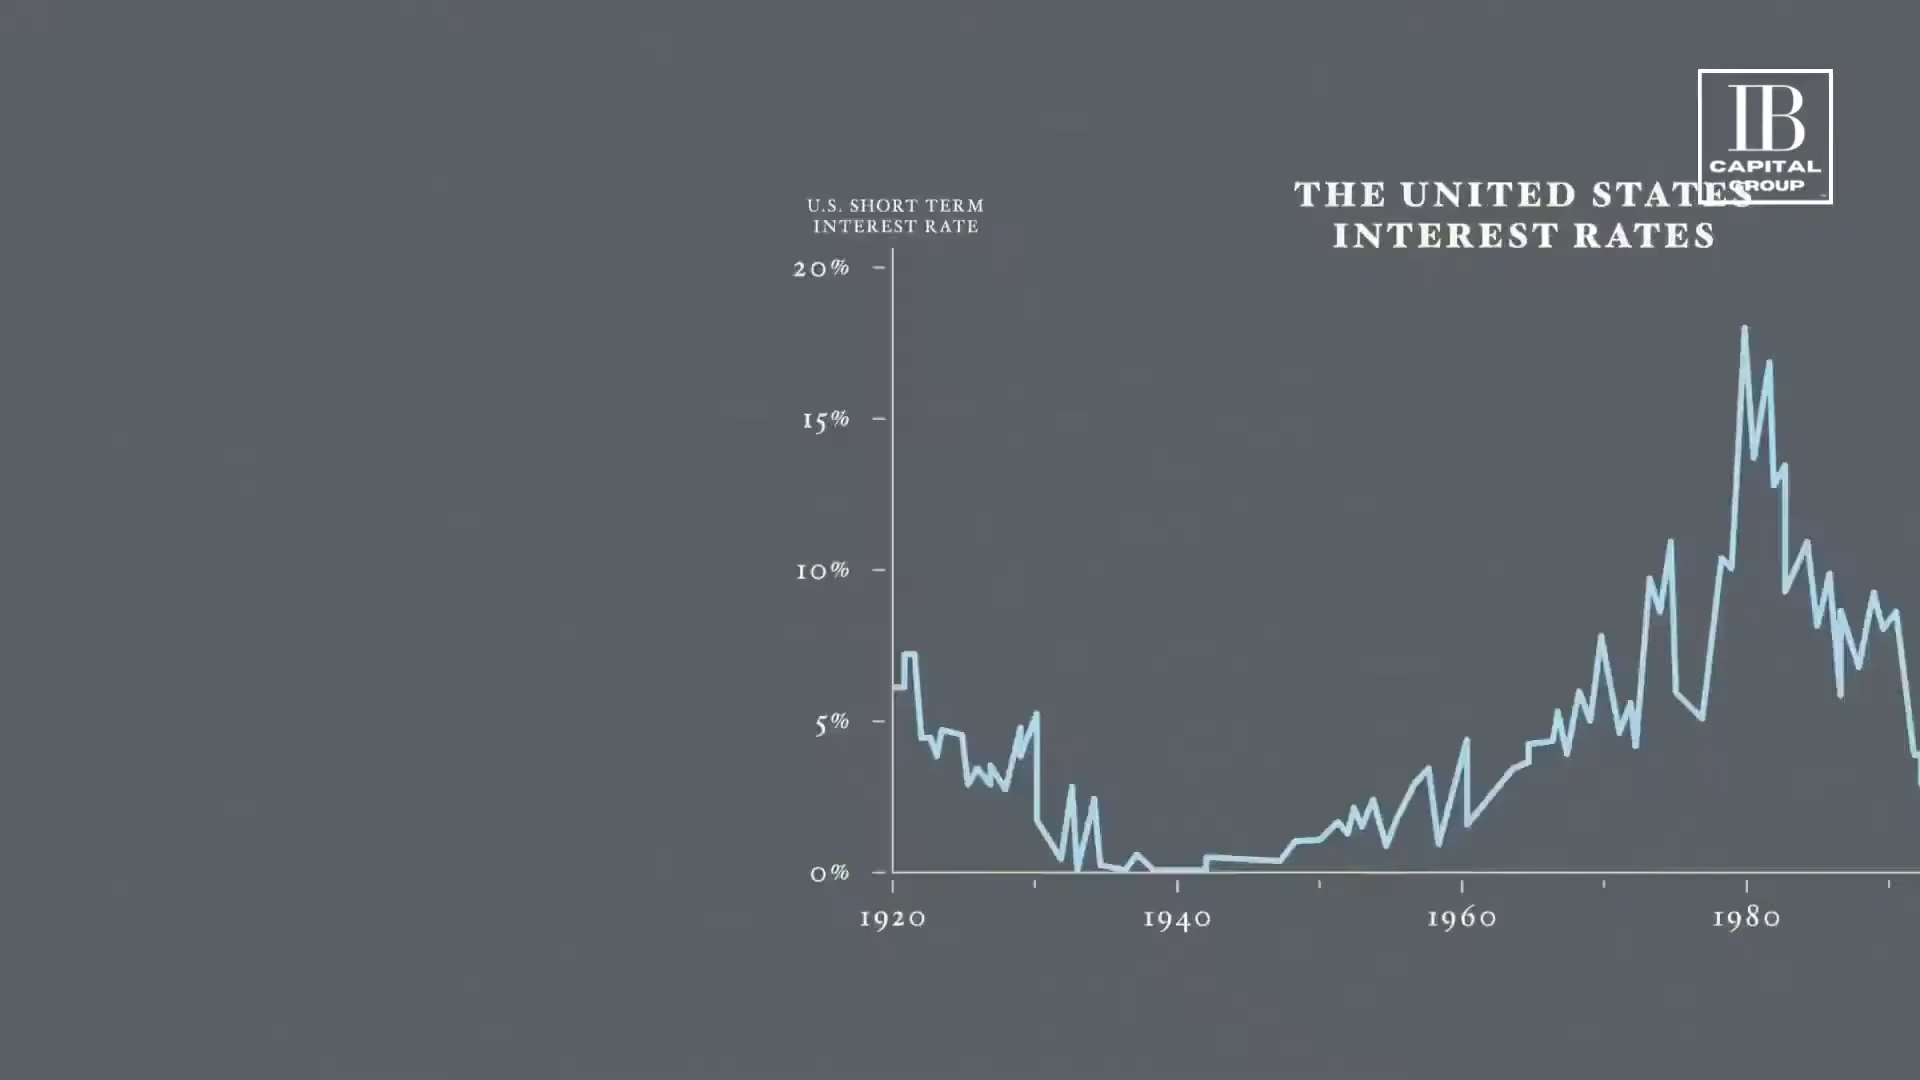 IB
CAPITAL
GROUP
THE UNITED STATES
INTEREST RATES
U.S. SHORT TERM
INTEREST RATE
20%
15%
10%
5%
0%
1920
1940
1960
1980